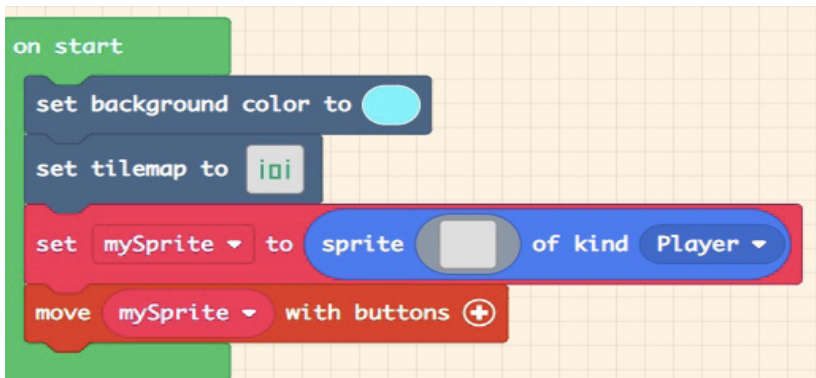 on start
set background color to
set tilemap to
set mySprite to sprite of kind Player
move mySprite with buttons